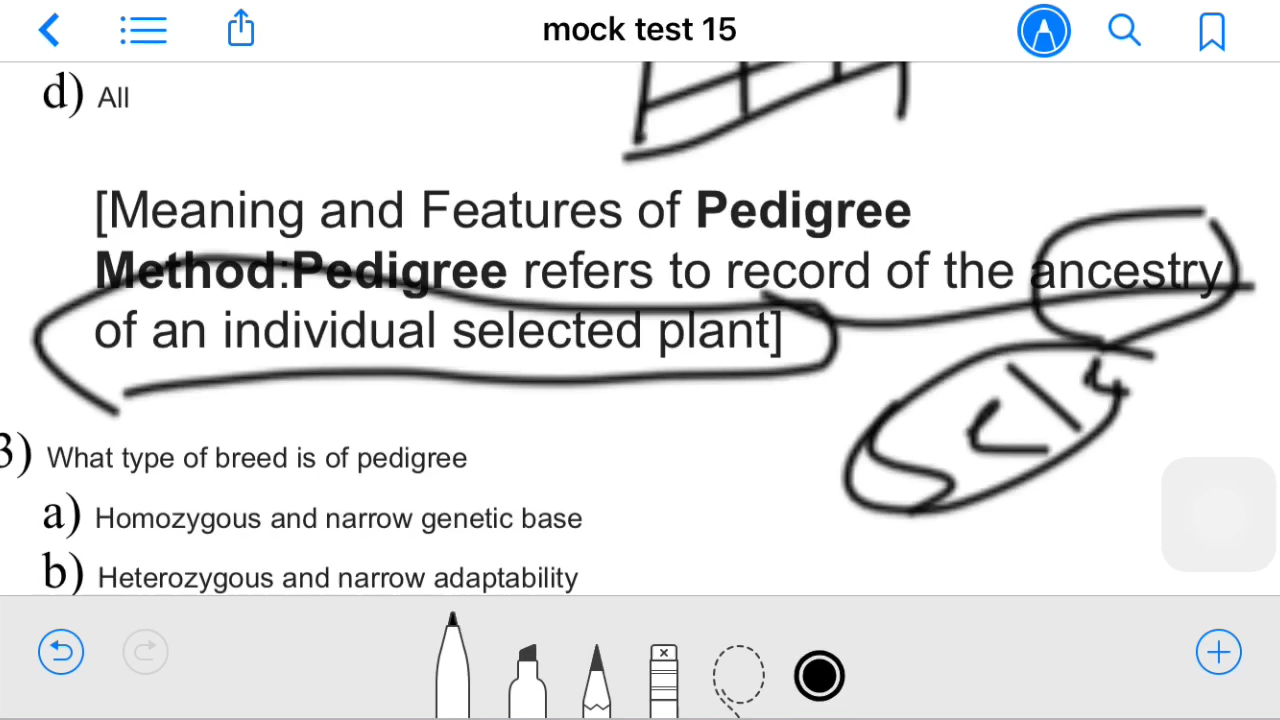 mock test 15
d) All
[Meaning and Features of Pedigree
Method:Pedigree refers to record of the ancestry
of an individual selected plant]
3) What type of breed is of pedigree
a) Homozygous and narrow genetic base
b) Heterozygous and narrow adaptability